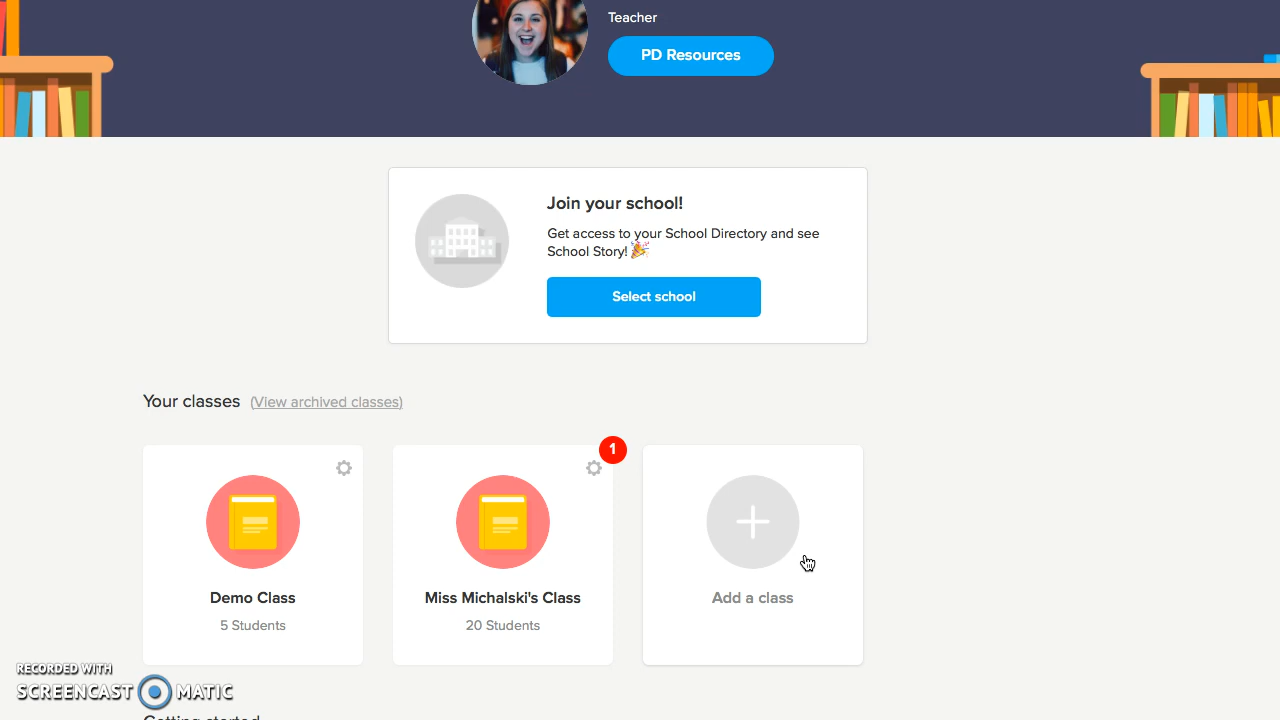 Teacher
PD Resources
Join your school!
Get access to your School Directory and see
School Story!
Select school
Your classes (View archived classes)
1
Demo Class
5 Students
Miss Michalski's Class
20 Students
Add a class
RECORDED WITH
SCREENCAST MATIC
Getting started